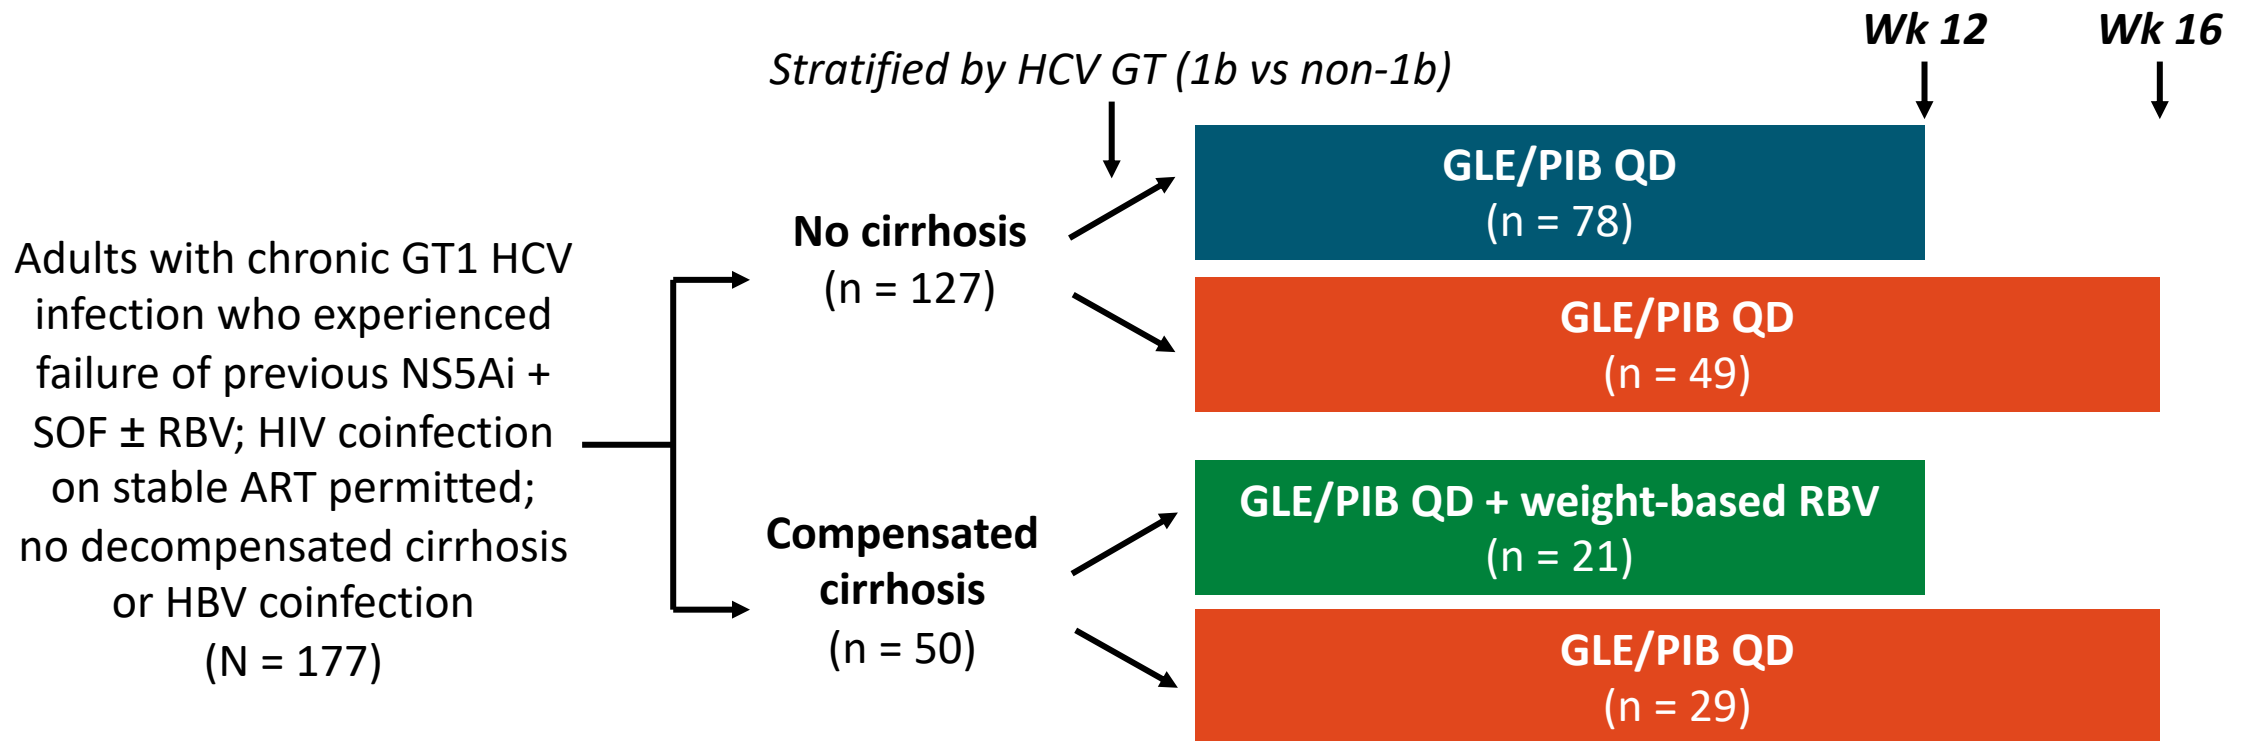 Wk 12
Wk 16
Stratified by HCV GT (1b vs non-1b)
Adults with chronic GT1 HCV
infection who experienced
failure of previous NS5Ai +
SOF ± RBV; HIV coinfection
on stable ART permitted;
no decompensated cirrhosis
or HBV coinfection
(N = 177)
No cirrhosis
(n = 127)
GLE/PIB QD
(n = 78)
GLE/PIB QD
(n = 49)
Compensated
cirrhosis
(n = 50)
GLE/PIB QD + weight-based RBV
(n = 21)
GLE/PIB QD
(n = 29)